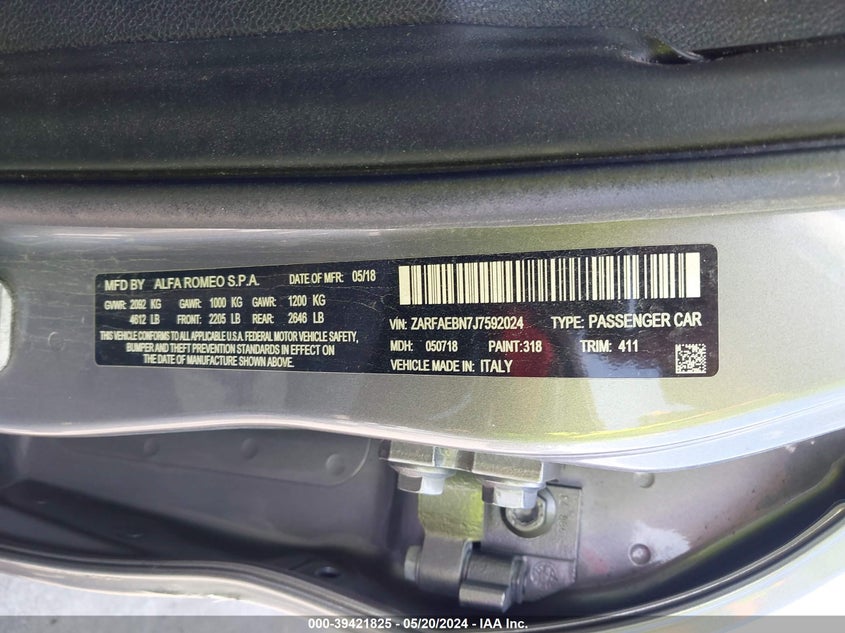 MFD BY ALFA ROMEO S.P.A. DATE OF MFR: 05/18
GVWR: 2092 KG GAWR: 1000 KG GAWR: 1200 KG
4612 LB FRONT: 2205 LB REAR: 2646 LB
THIS VEHICLE CONFORMS TO ALL APPLICABLE U.S.A. FEDERAL MOTOR VEHICLE SAFETY,
BUMPER AND THEFT PREVENTION STANDARDS IN EFFECT ON
THE DATE OF MANUFACTURE SHOWN ABOVE.
VIN: ZARFAEBN7J7592024 TYPE: PASSENGER CAR
MDH: 050718 PAINT:318 TRIM: 411
VEHICLE MADE IN: ITALY
000-39421825 - 05/20/2024 - IAA Inc.